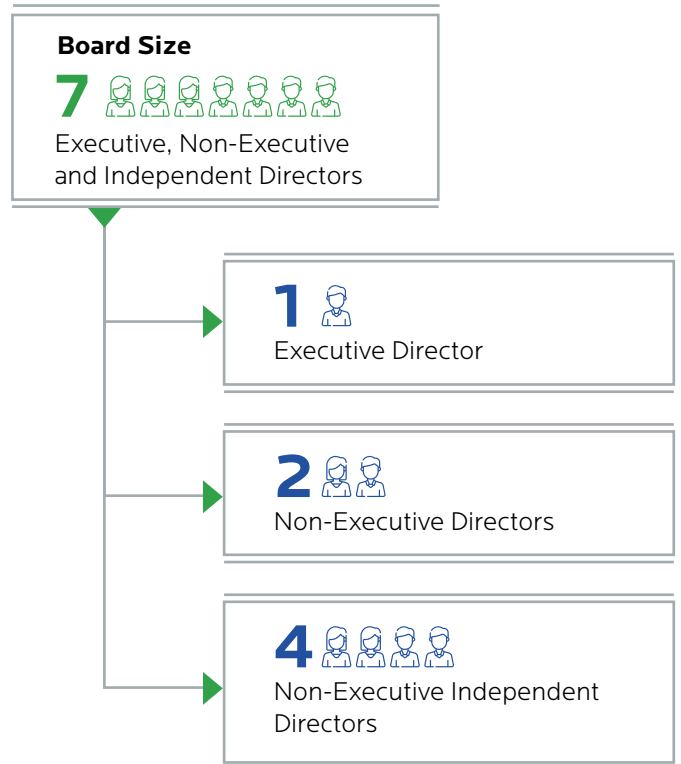 Board Size
7
Executive, Non-Executive
and Independent Directors
1
Executive Director
2
Non-Executive Directors
4
Non-Executive Independent
Directors